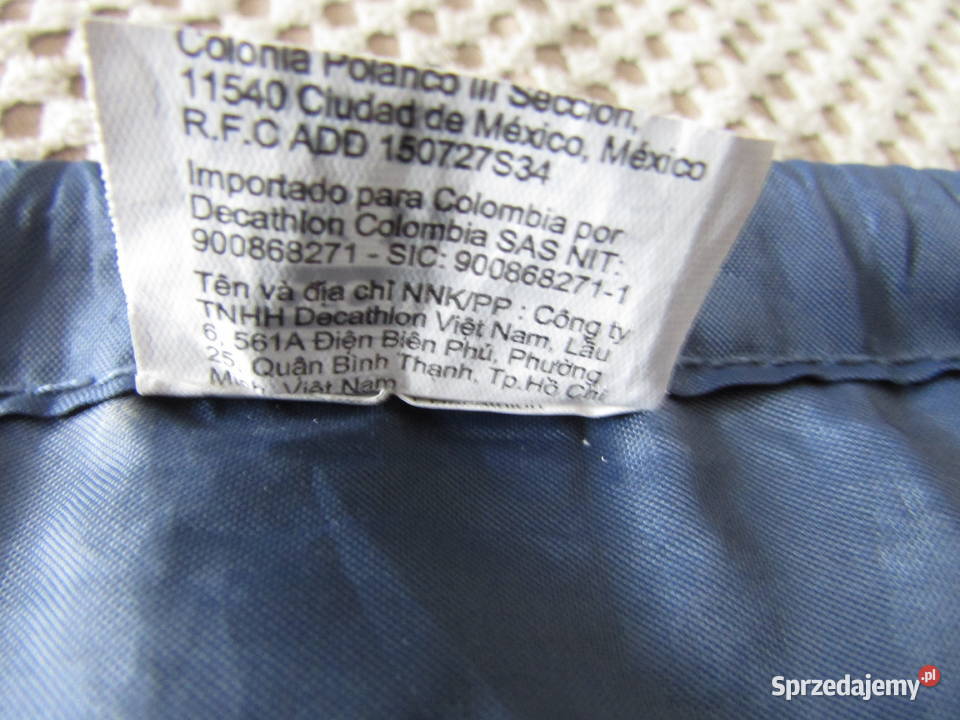 Colonia Polanco III Sección,
11540 Ciudad de México, México
R.F.C ADD 150727S34
Importado para Colombia por
Decathlon Colombia SAS NIT:
900868271 - SIC: 900868271-1
Tên và địa chỉ NNK/PP : Công ty
TNHH Decathlon Việt Nam, Lầu
6, 561A Điện Biên Phủ, Phường
25, Quận Bình Thạnh, Tp.Hồ Chí
Minh, Việt Nam
Sprzedajemy.pl